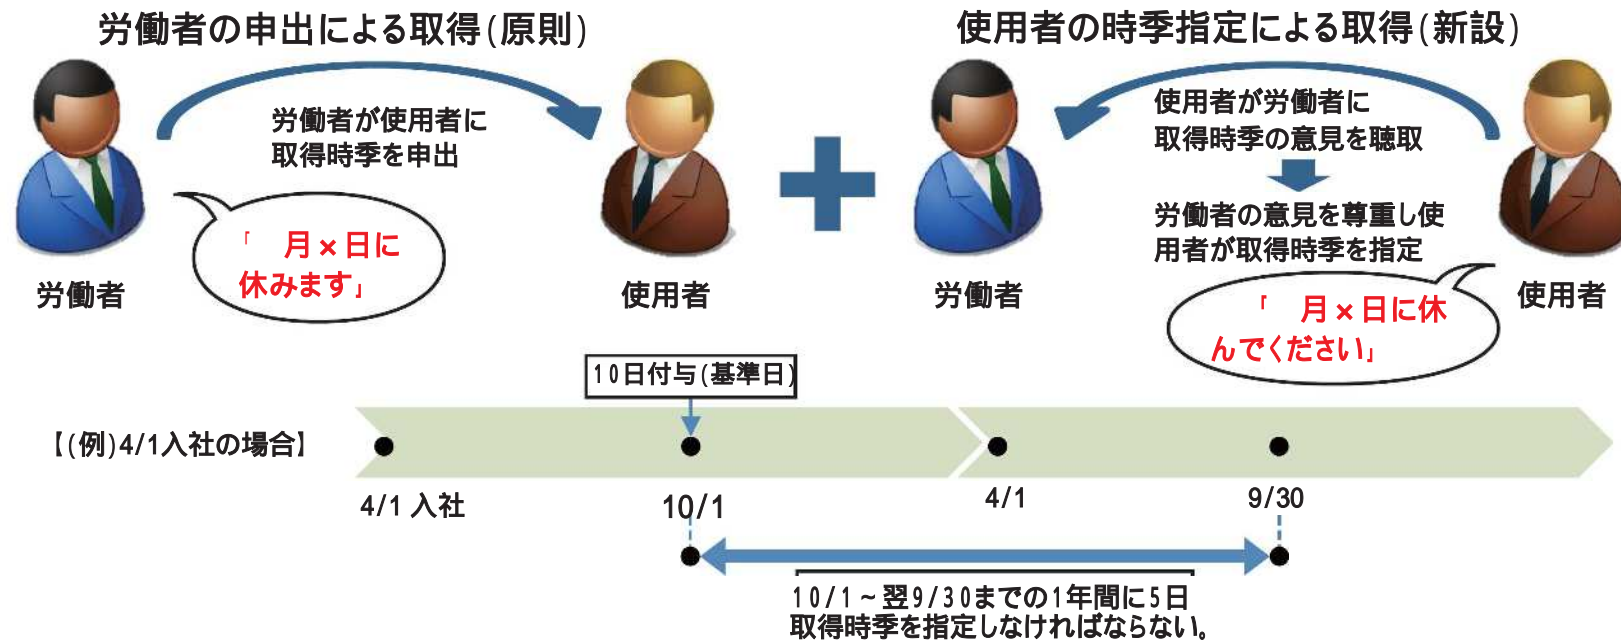 労働者の申出による取得(原則)
労働者が使用者に
取得時季を申出
「　月×日に
休みます」
労働者
使用者
使用者の時季指定による取得(新設)
使用者が労働者に
取得時季の意見を聴取
労働者の意見を尊重し使
用者が取得時季を指定
「　月×日に休
んでください」
労働者
使用者
10日付与(基準日)
【(例)4/1入社の場合】
4/1 入社
10/1
4/1
9/30
10/1~翌9/30までの1年間に5日
取得時季を指定しなければならない。